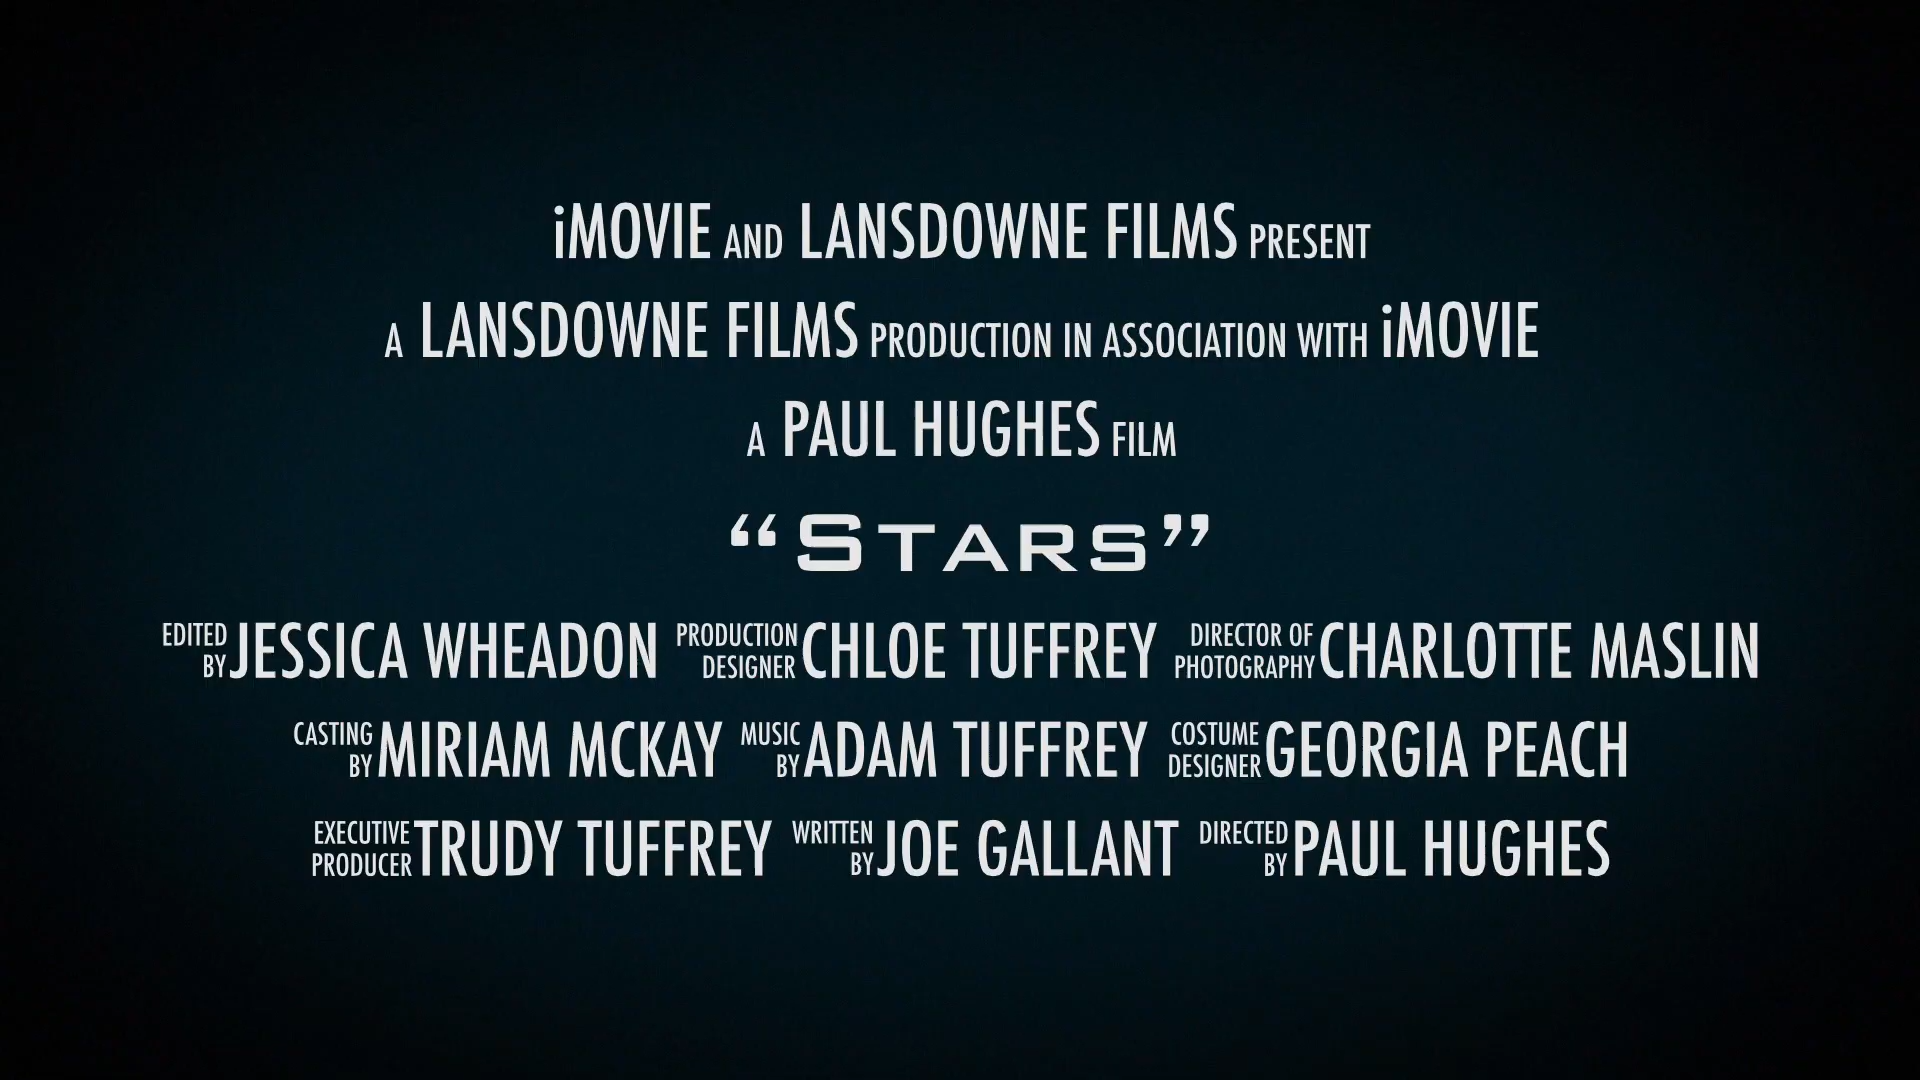 iMOVIE AND LANSDOWNE FILMS PRESENT
A LANSDOWNE FILMS PRODUCTION IN ASSOCIATION WITH iMOVIE
A PAUL HUGHES FILM
“STARS”
EDITED BY JESSICA WHEADON PRODUCTION DESIGNER CHLOE TUFFREY DIRECTOR OF PHOTOGRAPHY CHARLOTTE MASLIN
CASTING BY MIRIAM MCKAY MUSIC BY ADAM TUFFREY COSTUME DESIGNER GEORGIA PEACH
EXECUTIVE PRODUCER TRUDY TUFFREY WRITTEN BY JOE GALLANT DIRECTED BY PAUL HUGHES